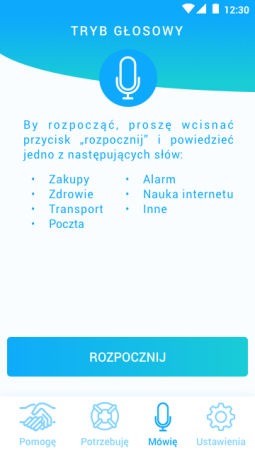 12:30
TRYB GŁOSOWY
By rozpocząć, proszę wcisnać
przycisk „rozpocznij” i powiedzieć
jedno z następujących słów:
• Zakupy • Alarm
• Zdrowie • Nauka internetu
• Transport • Inne
• Poczta
ROZPOCZNIJ
Pomogę Potrzebuję Mówię Ustawienia